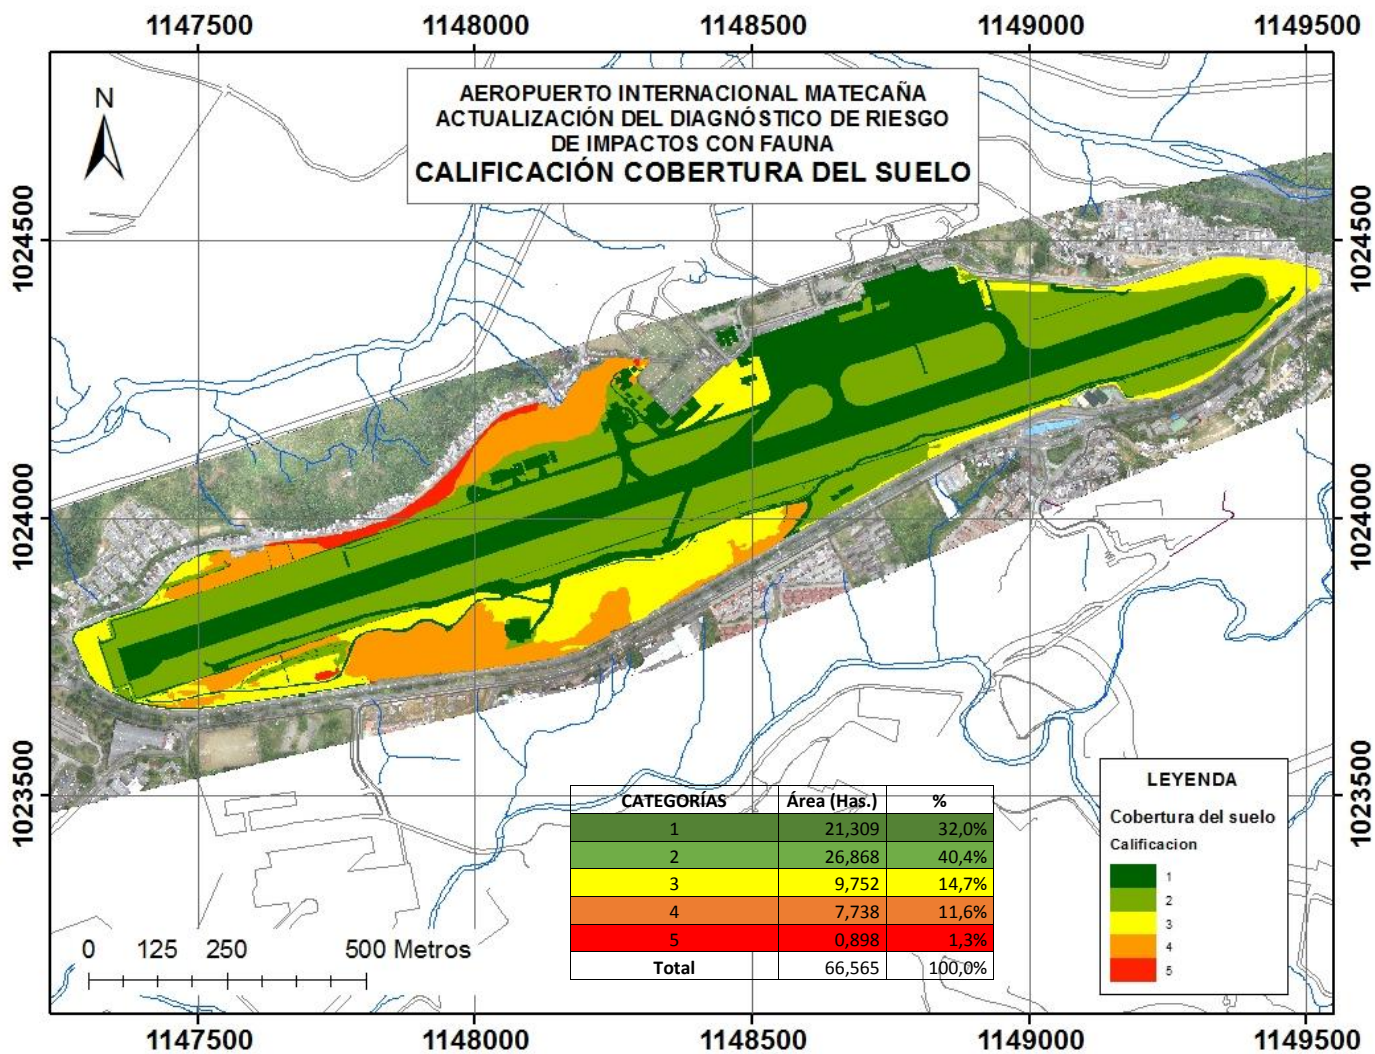 1147500 1148000 1148500 1149000 1149500
N
AEROPUERTO INTERNACIONAL MATECAÑA
ACTUALIZACIÓN DEL DIAGNÓSTICO DE RIESGO
DE IMPACTOS CON FAUNA
CALIFICACIÓN COBERTURA DEL SUELO
1024500 1024500
1024000 1024000
1023500 1023500
CATEGORÍAS Área (Has.) %
1 21,309 32,0%
2 26,868 40,4%
3 9,752 14,7%
4 7,738 11,6%
5 0,898 1,3%
Total 66,565 100,0%
LEYENDA
Cobertura del suelo
Calificacion
1
2
3
4
5
0 125 250 500 Metros
1147500 1148000 1148500 1149000 1149500